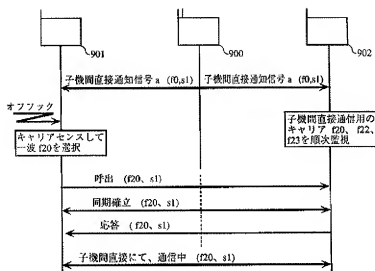 901
900
902
子機間直接通知信号a (f0,s1)
子機間直接通知信号a (f0,s1)
オフフック
キャリアセンスして
一波 f20を選択
子機間直接通信用の
キャリア f20、f22、
f23を順次監視
呼出 (f20、s1)
同期確立 (f20、s1)
応答 (f20、s1)
子機間直接にて、通信中 (f20、s1)